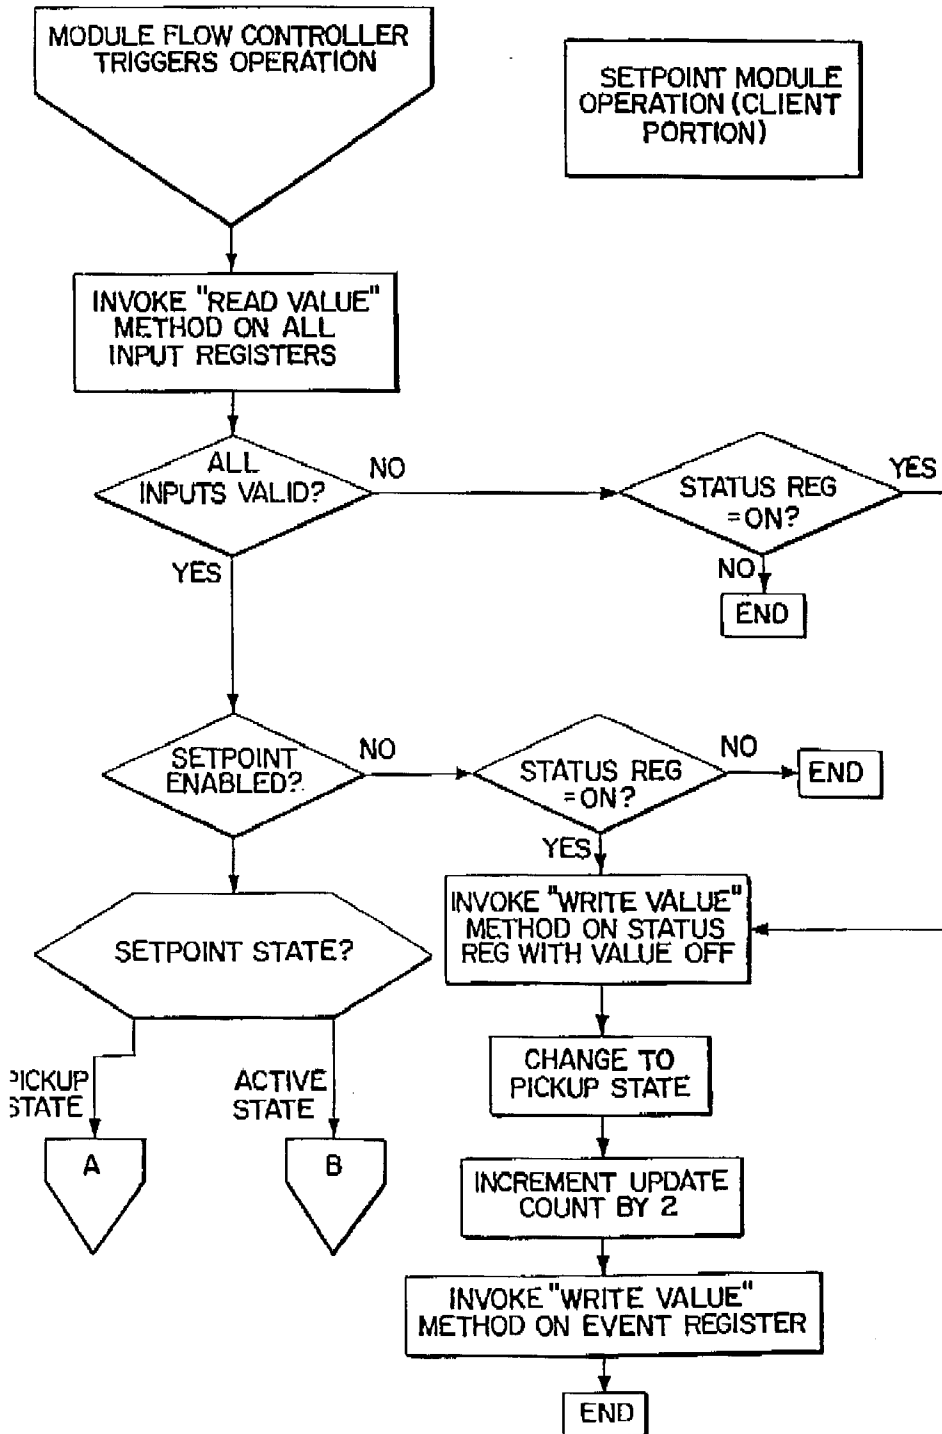 MODULE FLOW CONTROLLER
TRIGGERS OPERATION
SETPOINT MODULE
OPERATION (CLIENT
PORTION)
INVOKE "READ VALUE"
METHOD ON ALL
INPUT REGISTERS
ALL
INPUTS VALID?
NO
YES
STATUS REG
=ON?
YES
NO
END
SETPOINT
ENABLED?
NO
STATUS REG
=ON?
NO
END
YES
INVOKE "WRITE VALUE"
METHOD ON STATUS
REG WITH VALUE OFF
SETPOINT STATE?
CHANGE TO
PICKUP STATE
PICKUP
STATE
ACTIVE
STATE
A
B
INCREMENT UPDATE
COUNT BY 2
INVOKE "WRITE VALUE"
METHOD ON EVENT REGISTER
END